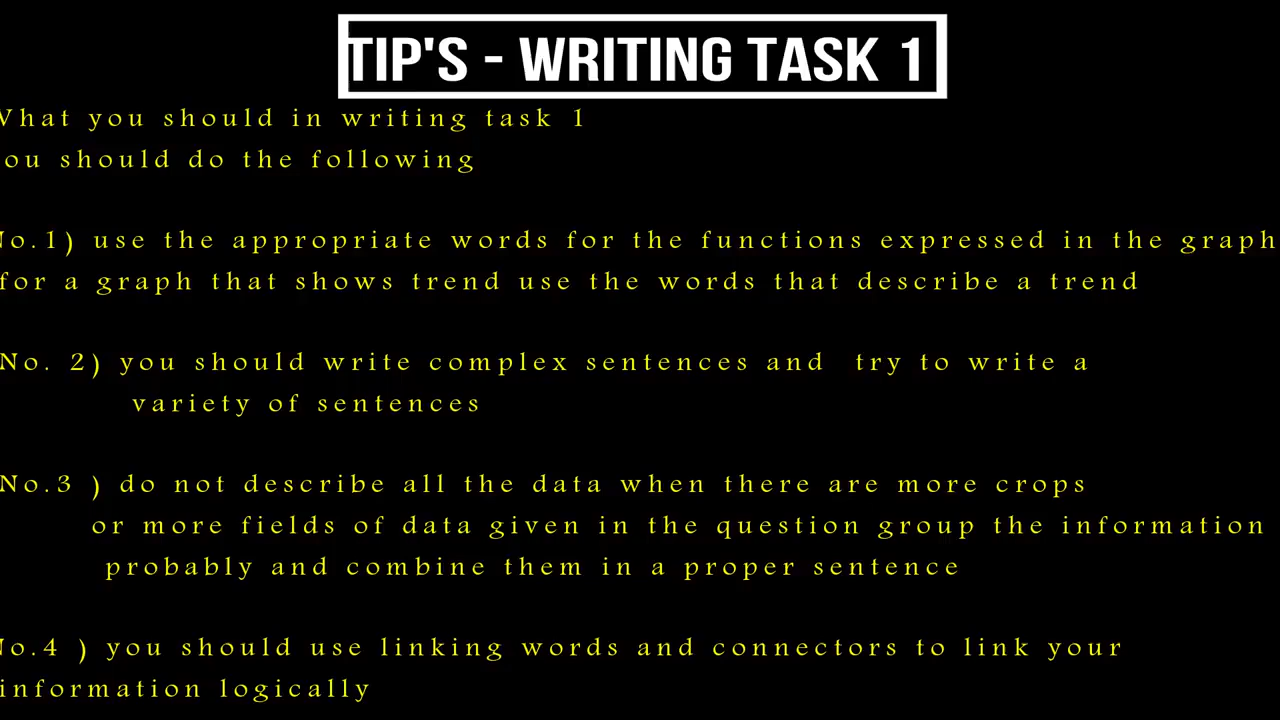 TIP'S - WRITING TASK 1
What you should in writing task 1
ou should do the following
No.1) use the appropriate words for the functions expressed in the graph
for a graph that shows trend use the words that describe a trend
No. 2) you should write complex sentences and try to write a
variety of sentences
No.3 ) do not describe all the data when there are more crops
or more fields of data given in the question group the information
probably and combine them in a proper sentence
No.4 ) you should use linking words and connectors to link your
information logically